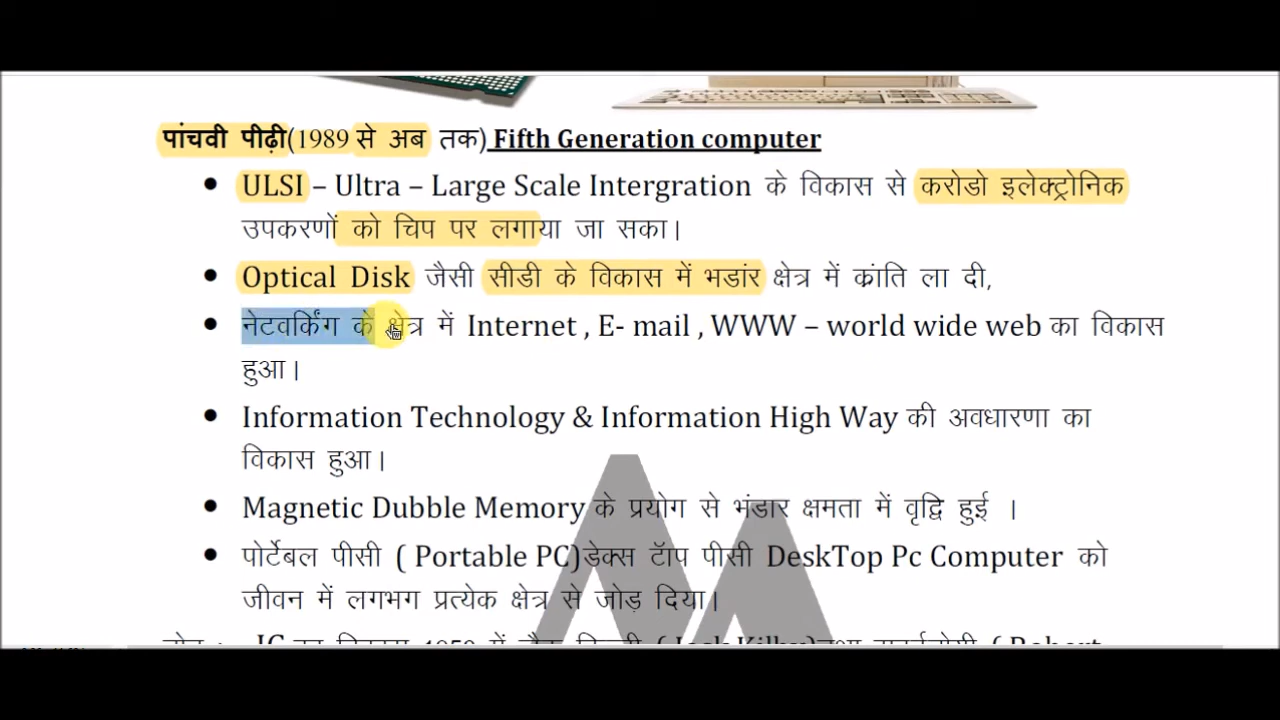 पांचवी पीढ़ी(1989 से अब तक) Fifth Generation computer
• ULSI – Ultra – Large Scale Intergration के विकास से करोडो इलेक्ट्रोनिक
उपकरणों को चिप पर लगाया जा सका।
• Optical Disk जैसी सीडी के विकास में भडांर क्षेत्र में क्रांति ला दी,
• नेटवर्किंग के क्षेत्र में Internet , E- mail , WWW – world wide web का विकास
हुआ।
• Information Technology & Information High Way की अवधारणा का
विकास हुआ।
• Magnetic Dubble Memory के प्रयोग से भंडार क्षमता में वृद्वि हुई ।
• पोर्टेबल पीसी ( Portable PC)डेक्स टॅाप पीसी DeskTop Pc Computer को
जीवन में लगभग प्रत्येक क्षेत्र से जोड़ दिया।